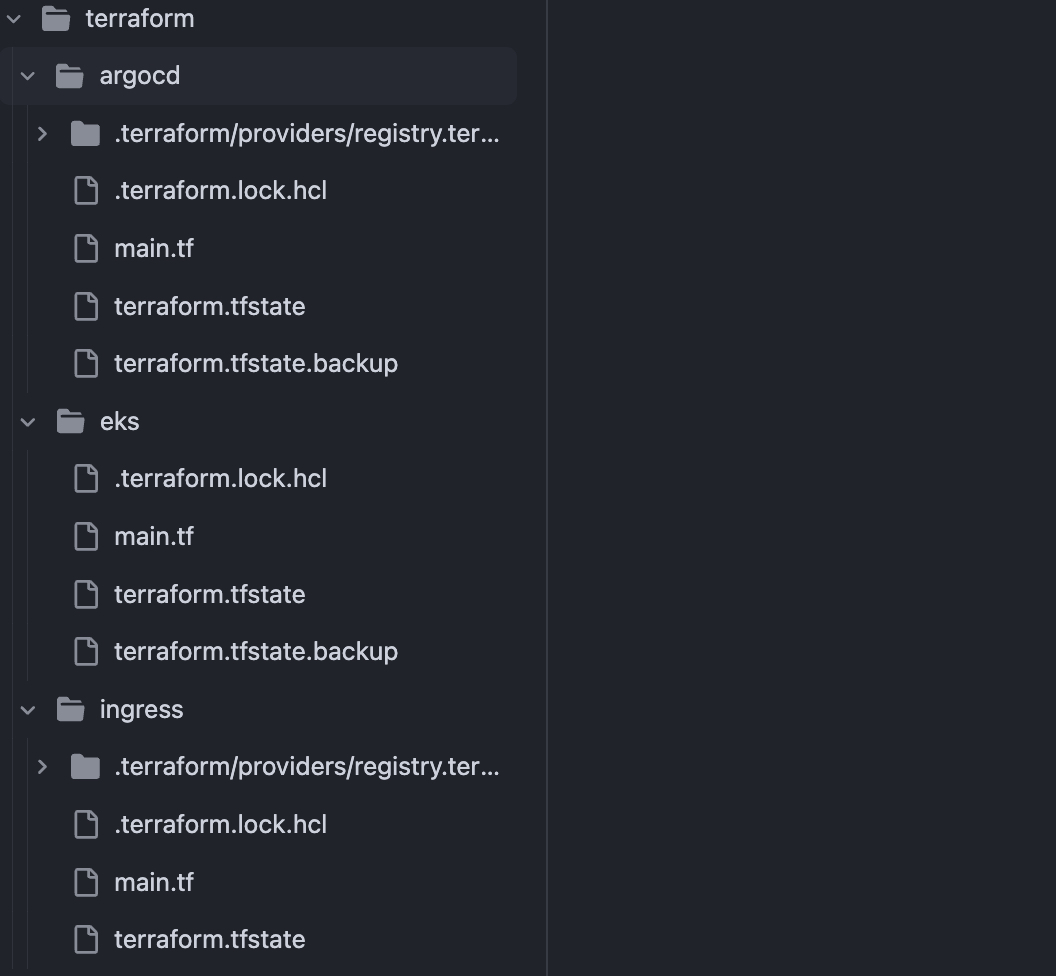 terraform
argocd
.terraform/providers/registry.ter...
.terraform.lock.hcl
main.tf
terraform.tfstate
terraform.tfstate.backup
eks
.terraform.lock.hcl
main.tf
terraform.tfstate
terraform.tfstate.backup
ingress
.terraform/providers/registry.ter...
.terraform.lock.hcl
main.tf
terraform.tfstate